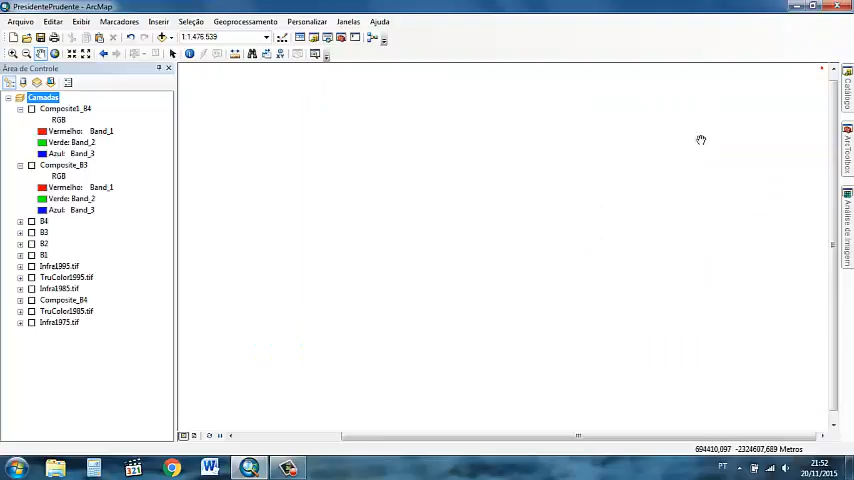 PresidentePrudente - ArcMap
Arquivo Editar Exibir Marcadores Inserir Seleção Geoprocessamento Personalizar Janelas Ajuda
1:1.476.539
Área de Controle
Camadas
Composite1_B4
RGB
Vermelho: Band_1
Verde: Band_2
Azul: Band_3
Composite_B3
RGB
Vermelho: Band_1
Verde: Band_2
Azul: Band_3
B4
B3
B2
B1
Infra1995.tif
TruColor1995.tif
Infra1985.tif
Composite_B4
TruColor1985.tif
Infra1975.tif
Catálogo
ArcToolbox
Análise de Imagem
694410,097 -2324607,689 Metros
321
PT
21:52
20/11/2015